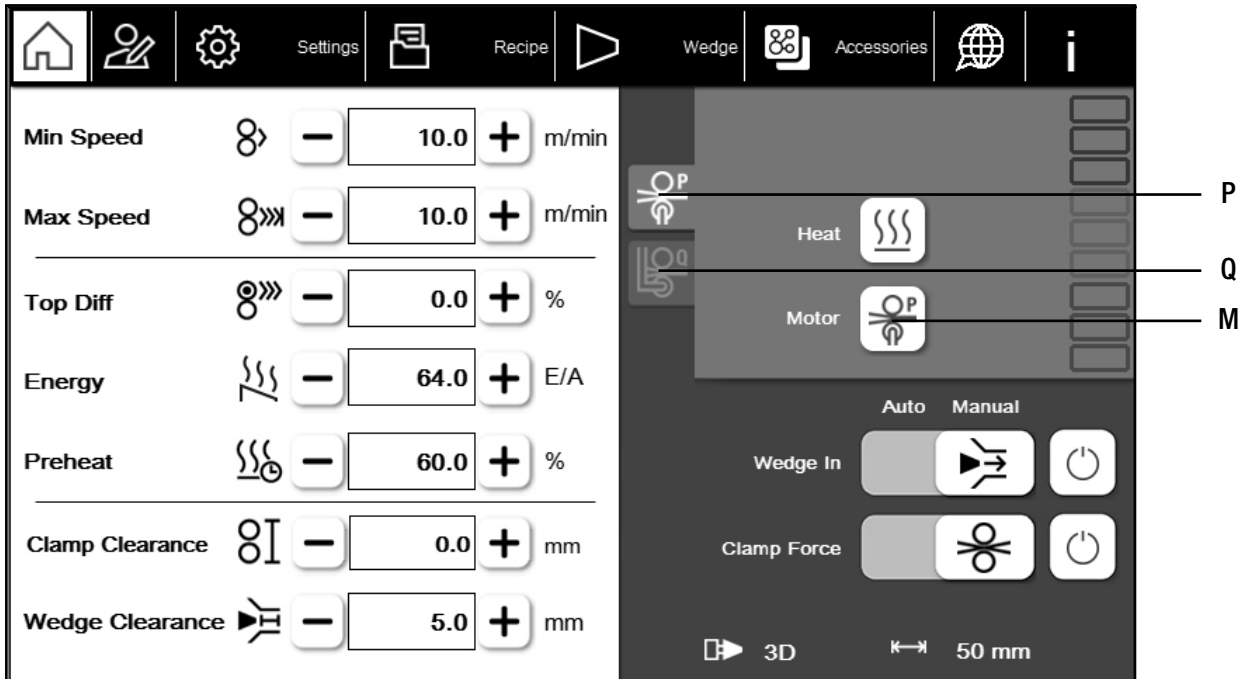 Settings Recipe Wedge Accessories i
Min Speed 10.0 m/min
Max Speed 10.0 m/min
Top Diff 0.0 %
Energy 64.0 E/A
Preheat 60.0 %
Clamp Clearance 0.0 mm
Wedge Clearance 5.0 mm
P
Q
Heat
Motor P
Auto Manual
Wedge In
Clamp Force
3D 50 mm
P
Q
M